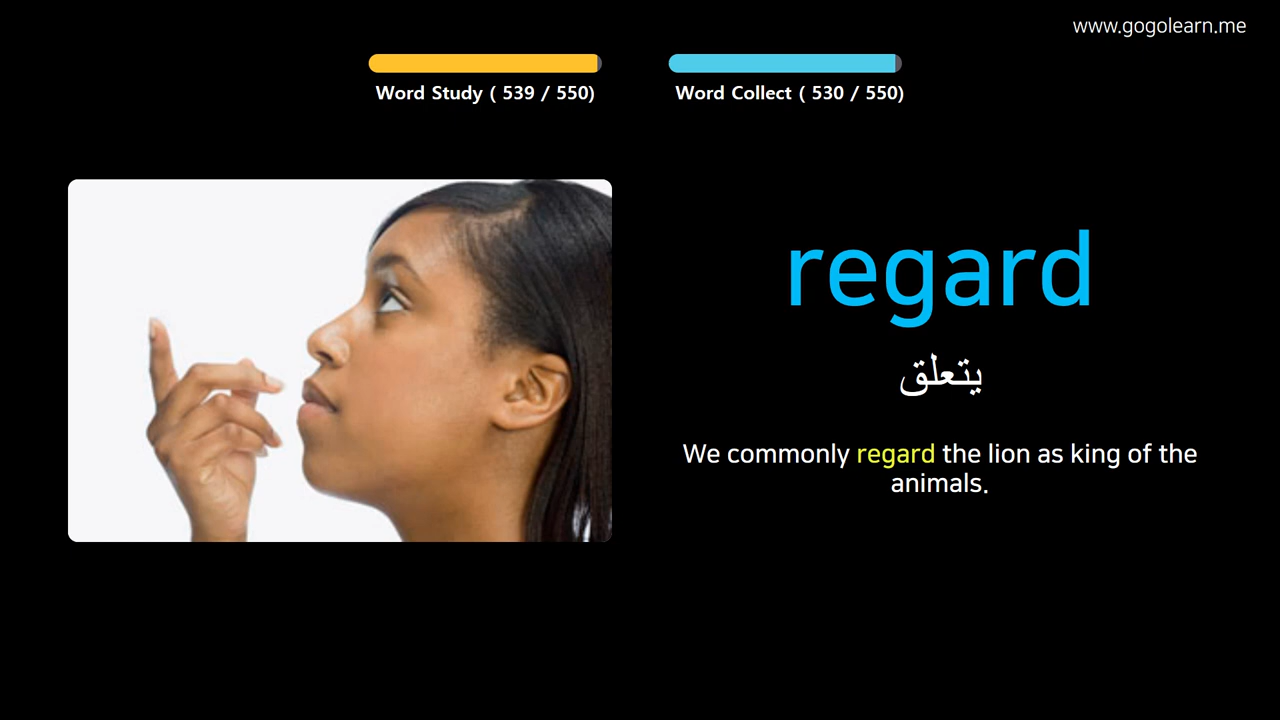 www.gogolearn.me
Word Study ( 539 / 550)
Word Collect ( 530 / 550)
regard
يتعلق
We commonly regard the lion as king of the
animals.